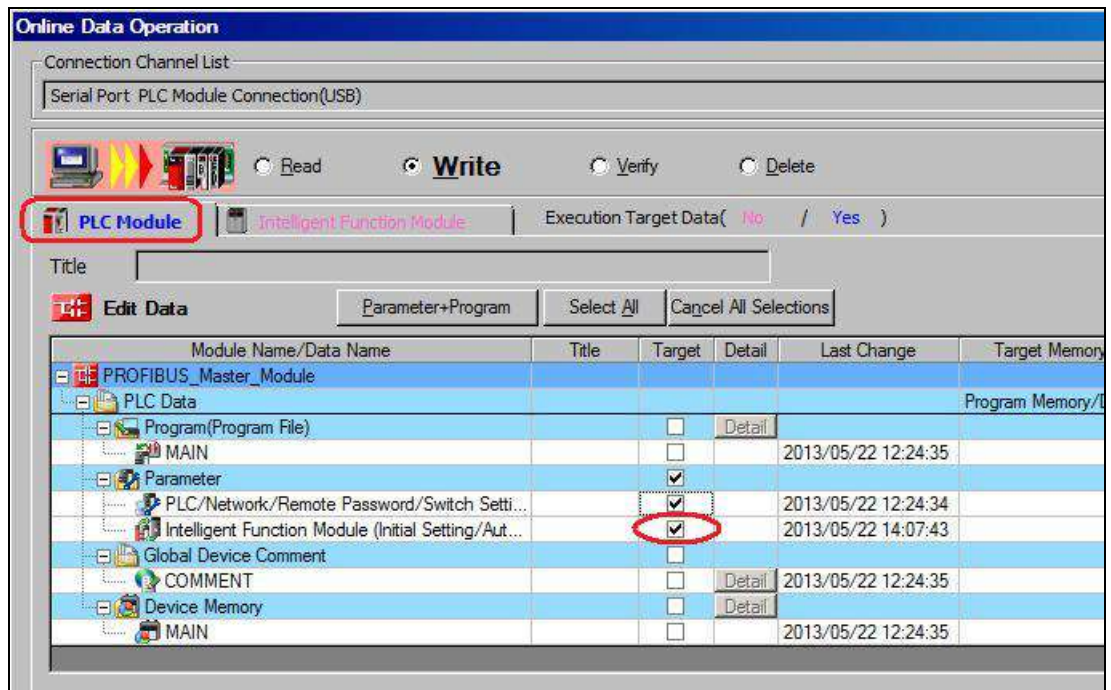 Online Data Operation
Connection Channel List
Serial Port PLC Module Connection(USB)
Read Write Verify Delete
PLC Module Intelligent Function Module Execution Target Data( No / Yes )
Title
Edit Data Parameter+Program Select All Cancel All Selections
Module Name/Data Name Title Target Detail Last Change Target Memory
PROFIBUS_Master_Module
PLC Data Program Memory/D
Program(Program File) Detail
MAIN 2013/05/22 12:24:35
Parameter
PLC/Network/Remote Password/Switch Setti... 2013/05/22 12:24:34
Intelligent Function Module (Initial Setting/Aut... 2013/05/22 14:07:43
Global Device Comment
COMMENT Detail 2013/05/22 12:24:35
Device Memory Detail
MAIN 2013/05/22 12:24:35